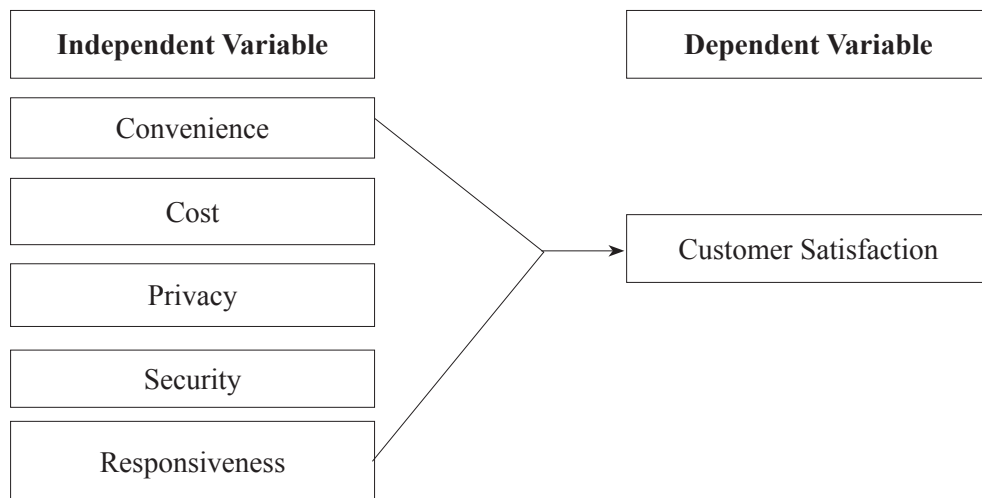 Independent Variable
Dependent Variable
Convenience
Cost
Privacy
Security
Responsiveness
Customer Satisfaction